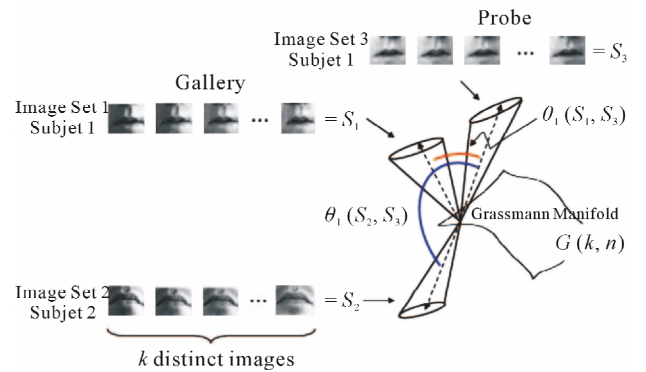 Probe
Image Set 3
Subjet 1
... = S3
Gallery
Image Set 1
Subjet 1
... = S1
θ1 (S1, S3)
θ1 (S2, S3)
Grassmann Manifold
G (k, n)
Image Set 2
Subjet 2
... = S2
k distinct images